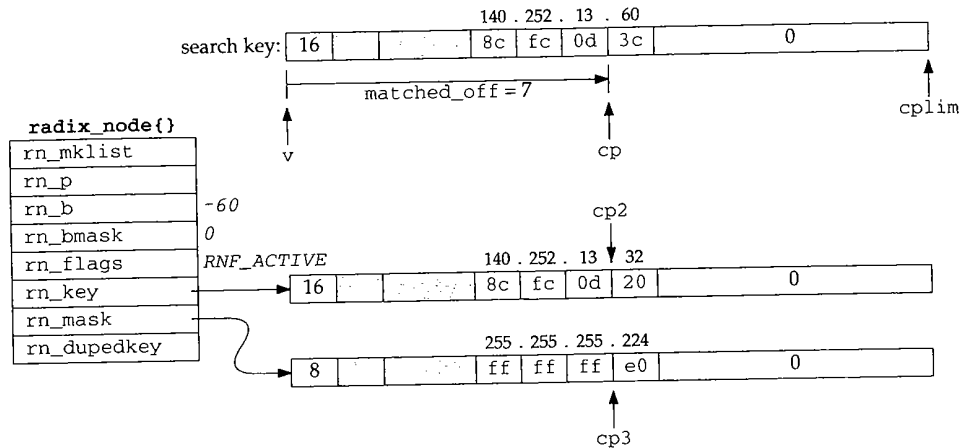 140 . 252 . 13 . 60
search key: 16 8c fc 0d 3c 0
matched_off = 7
v
cp
cplim
radix_node{}
rn_mklist
rn_p
rn_b -60
rn_bmask 0
rn_flags RNF_ACTIVE
rn_key
rn_mask
rn_dupedkey
cp2
140 . 252 . 13 . 32
16 8c fc 0d 20 0
255 . 255 . 255 . 224
8 ff ff ff e0 0
cp3